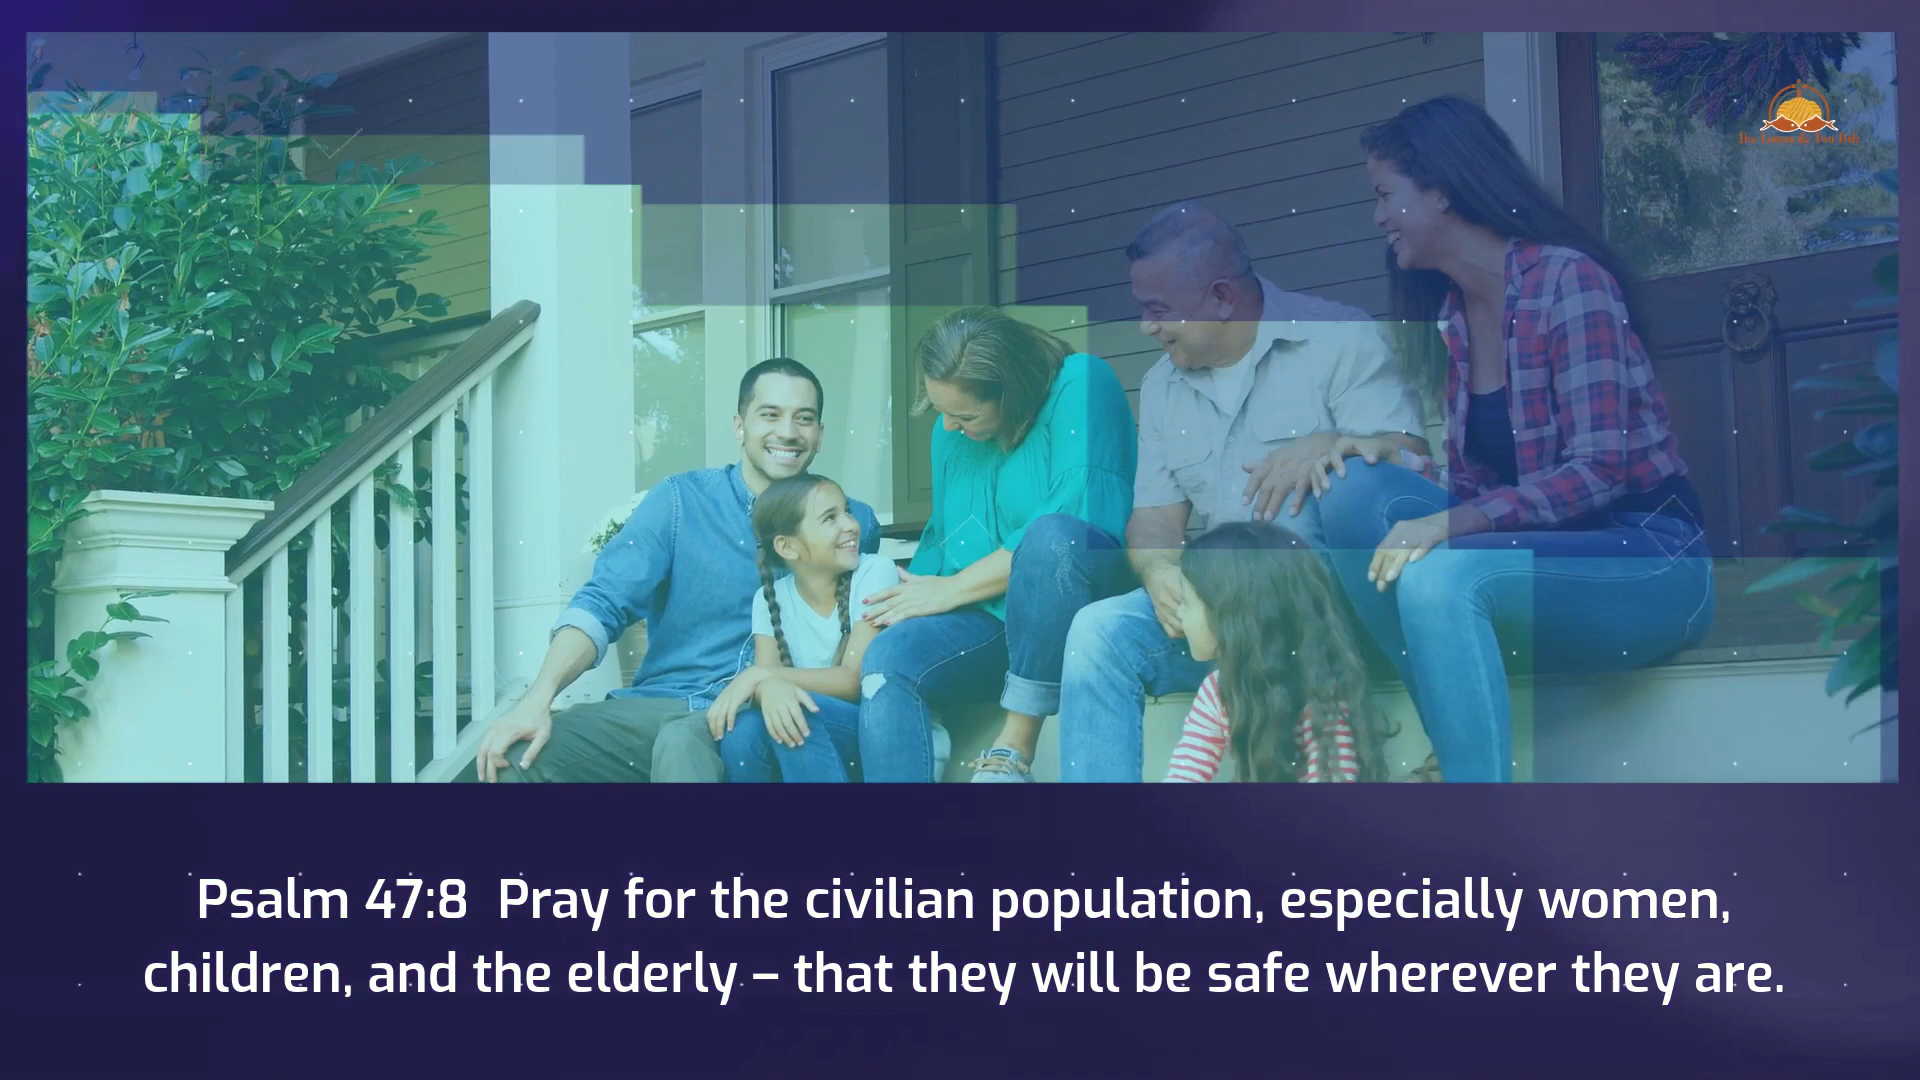 Psalm 47:8  Pray for the civilian population, especially women,
children, and the elderly – that they will be safe wherever they are.